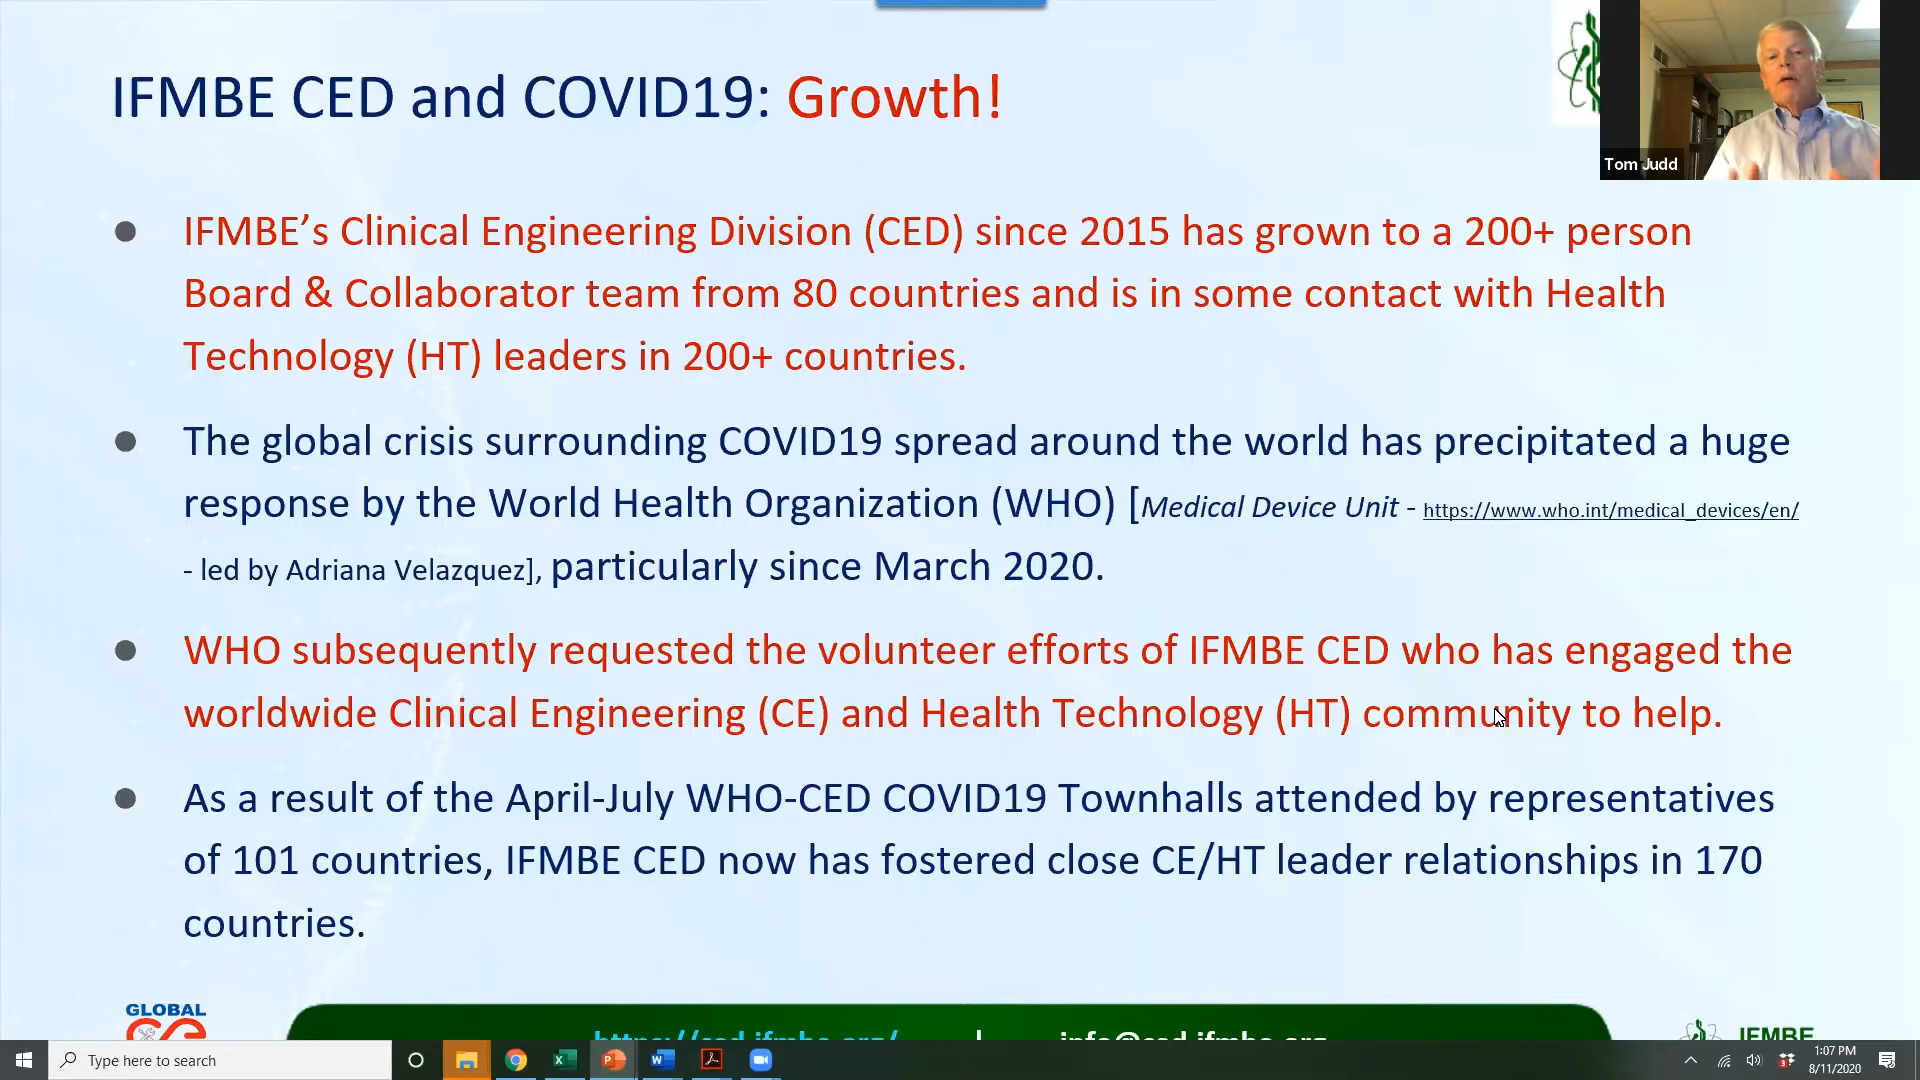 IFMBE CED and COVID19: Growth!
Tom Judd
IFMBE’s Clinical Engineering Division (CED) since 2015 has grown to a 200+ person
Board & Collaborator team from 80 countries and is in some contact with Health
Technology (HT) leaders in 200+ countries.
The global crisis surrounding COVID19 spread around the world has precipitated a huge
response by the World Health Organization (WHO) [Medical Device Unit - https://www.who.int/medical_devices/en/
- led by Adriana Velazquez], particularly since March 2020.
WHO subsequently requested the volunteer efforts of IFMBE CED who has engaged the
worldwide Clinical Engineering (CE) and Health Technology (HT) community to help.
As a result of the April-July WHO-CED COVID19 Townhalls attended by representatives
of 101 countries, IFMBE CED now has fostered close CE/HT leader relationships in 170
countries.
GLOBAL
CE
https://ced.ifmbe.org/ | info@ced.ifmbe.org
IFMBE
Type here to search
1:07 PM
8/11/2020